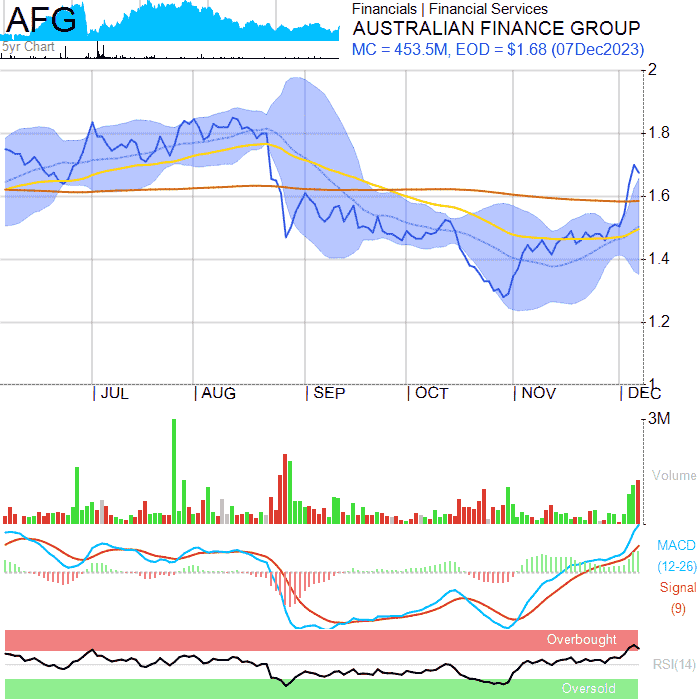 AFG
5yr Chart
Financials | Financial Services
AUSTRALIAN FINANCE GROUP
MC = 453.5M, EOD = $1.68 (07Dec2023)
2
1.8
1.6
1.4
1.2
1
JUL AUG SEP OCT NOV DEC
3M
Volume
MACD
(12-26)
Signal
(9)
Overbought
RSI(14)
Oversold